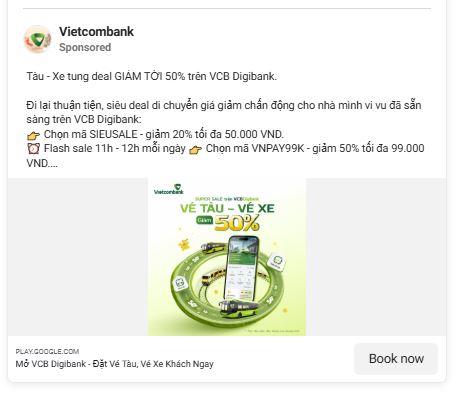 Vietcombank
Sponsored
Tàu - Xe tung deal GIẢM TỚI 50% trên VCB Digibank.
Đi lại thuận tiện, siêu deal di chuyển giá giảm chấn động cho nhà mình vi vu đã sẵn
sàng trên VCB Digibank:
👉 Chọn mã SIEUSALE - giảm 20% tối đa 50.000 VND.
⏰ Flash sale 11h - 12h mỗi ngày 👉 Chọn mã VNPAY99K - giảm 50% tối đa 99.000
VND....
Vietcombank
SUPER SALE trên VCBDigibank
VÉ TÀU – VÉ XE
Giảm 50%
PLAY.GOOGLE.COM
Mở VCB Digibank - Đặt Vé Tàu, Vé Xe Khách Ngay
Book now